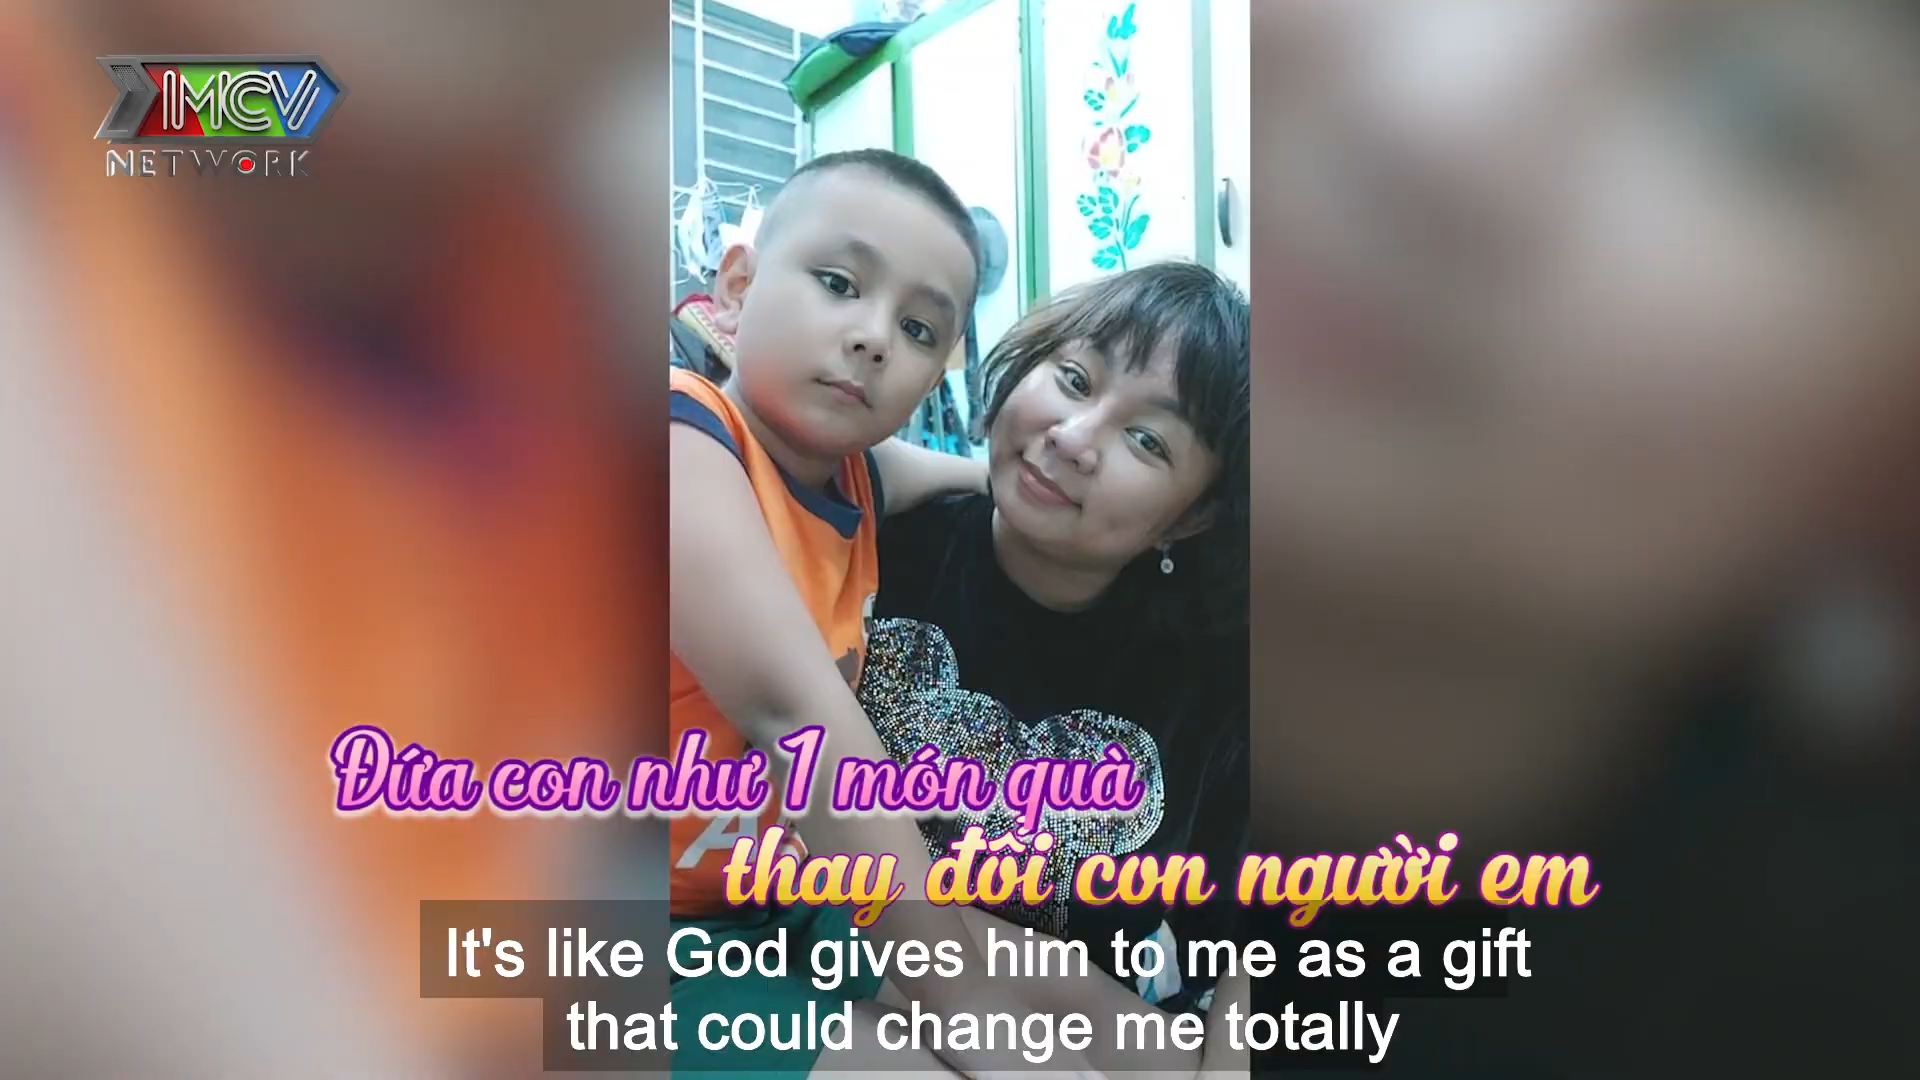 MCV
NETWORK
Đứa con như 1 món quà
thay đổi con người em
It's like God gives him to me as a gift
that could change me totally